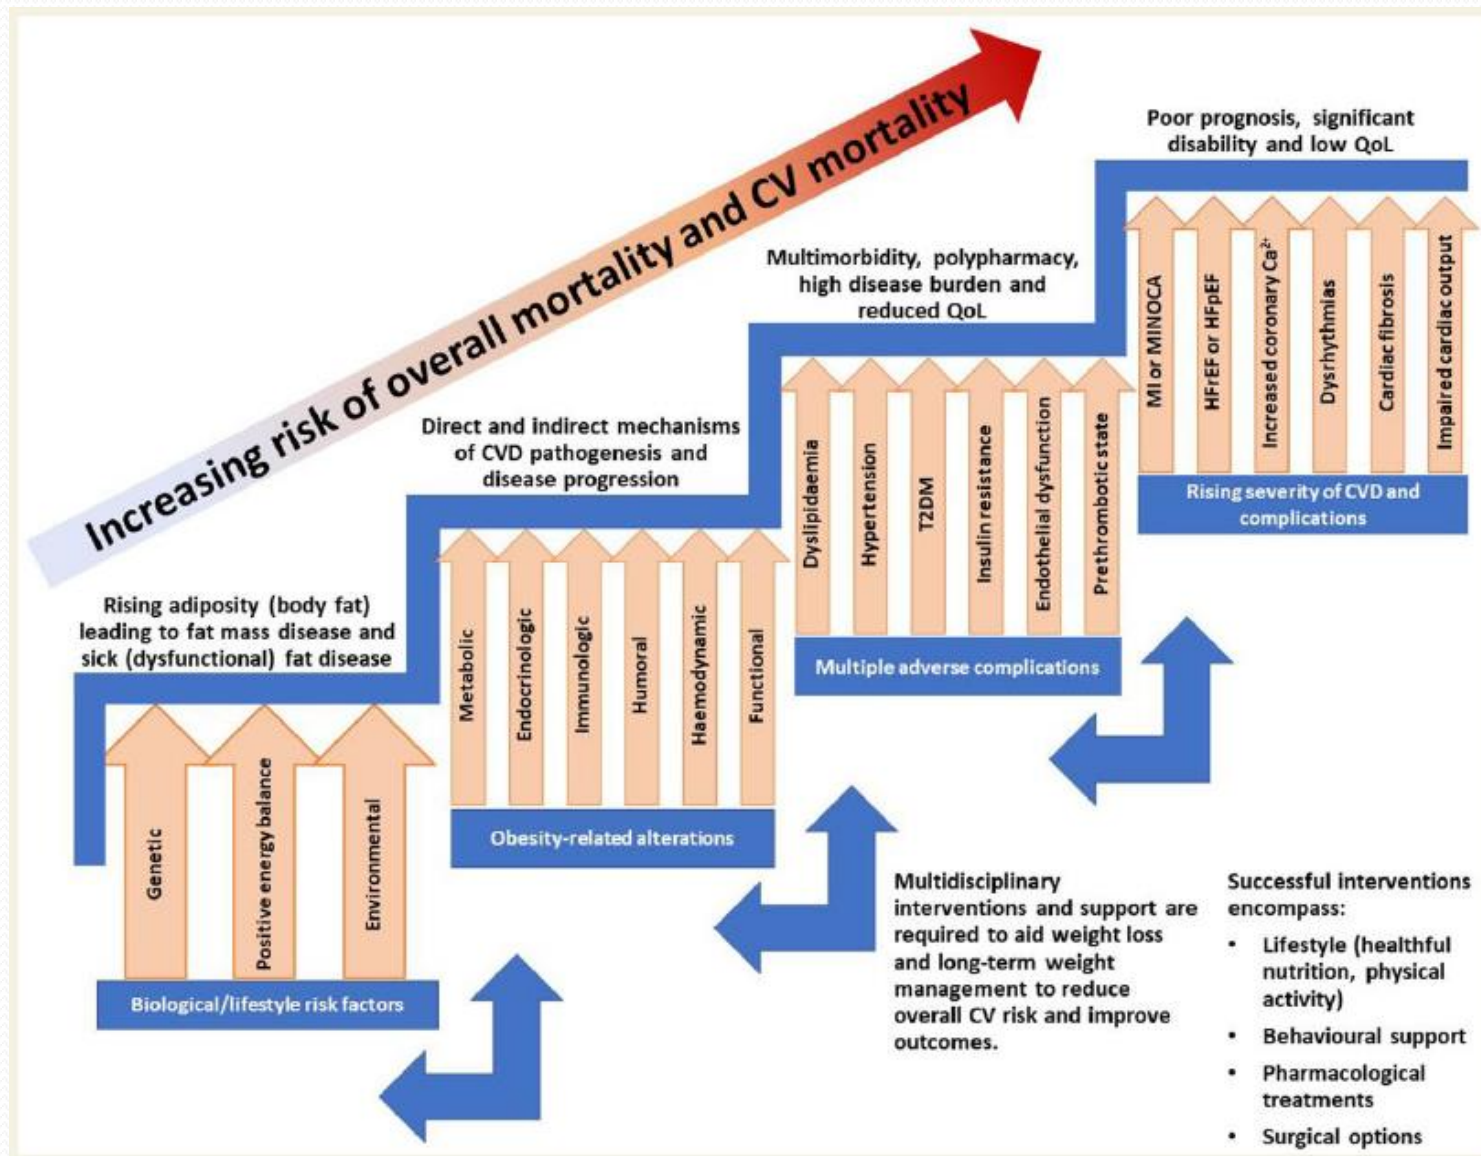 Increasing risk of overall mortality and CV mortality
Rising adiposity (body fat)
leading to fat mass disease and
sick (dysfunctional) fat disease
Genetic
Positive energy balance
Environmental
Biological/lifestyle risk factors
Direct and indirect mechanisms
of CVD pathogenesis and
disease progression
Metabolic
Endocrinologic
Immunologic
Humoral
Haemodynamic
Functional
Obesity-related alterations
Multimorbidity, polypharmacy,
high disease burden and
reduced QoL
Dyslipidaemia
Hypertension
T2DM
Insulin resistance
Endothelial dysfunction
Prethrombotic state
Multiple adverse complications
Poor prognosis, significant
disability and low QoL
MI or MINOCA
HFrEF or HFpEF
Increased coronary Ca²⁺
Dysrhythmias
Cardiac fibrosis
Impaired cardiac output
Rising severity of CVD and
complications
Multidisciplinary
interventions and support are
required to aid weight loss
and long-term weight
management to reduce
overall CV risk and improve
outcomes.
Successful interventions
encompass:
• Lifestyle (healthful
nutrition, physical
activity)
• Behavioural support
• Pharmacological
treatments
• Surgical options